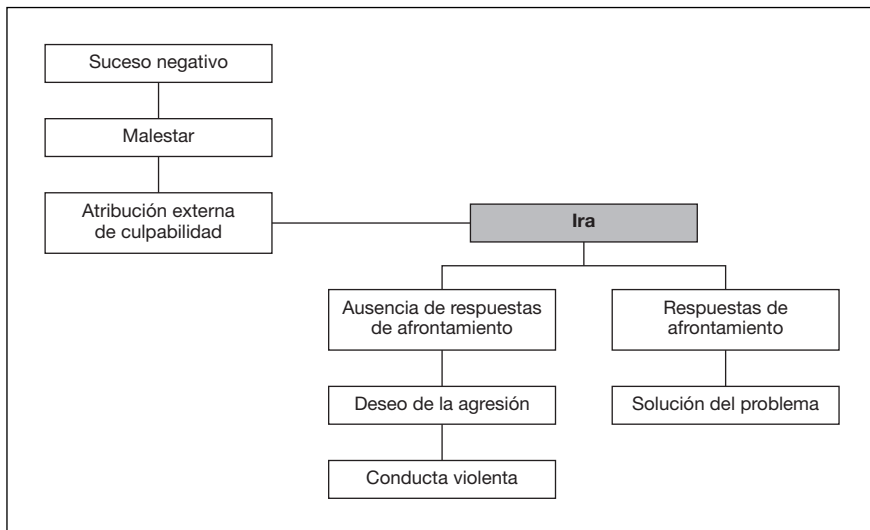 Suceso negativo
Malestar
Atribución externa
de culpabilidad
Ira
Ausencia de respuestas
de afrontamiento
Respuestas de
afrontamiento
Deseo de la agresión
Solución del problema
Conducta violenta